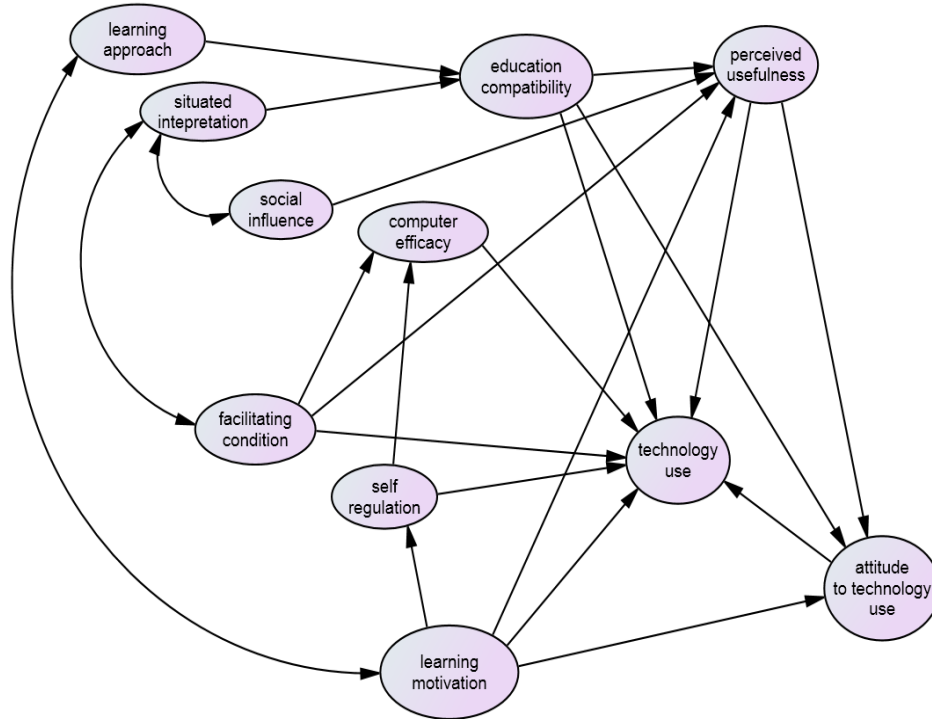 learning
approach
education
compatibility
perceived
usefulness
situated
intepretation
social
influence
computer
efficacy
facilitating
condition
technology
use
self
regulation
attitude
to technology
use
learning
motivation